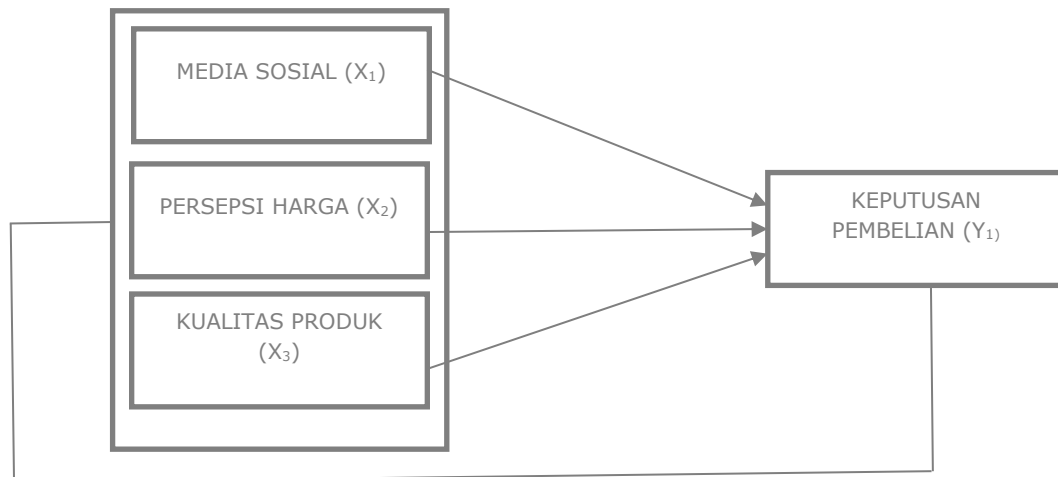 MEDIA SOSIAL (X₁)
PERSEPSI HARGA (X₂)
KUALITAS PRODUK
(X₃)
KEPUTUSAN
PEMBELIAN (Y₁₎